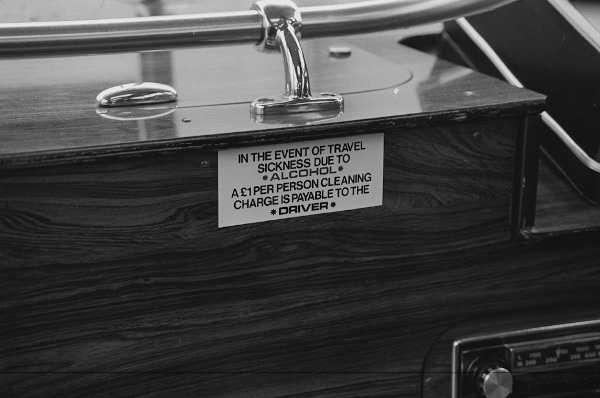 IN THE EVENT OF TRAVEL
SICKNESS DUE TO
*ALCOHOL*
A £1 PER PERSON CLEANING
CHARGE IS PAYABLE TO THE
*DRIVER*